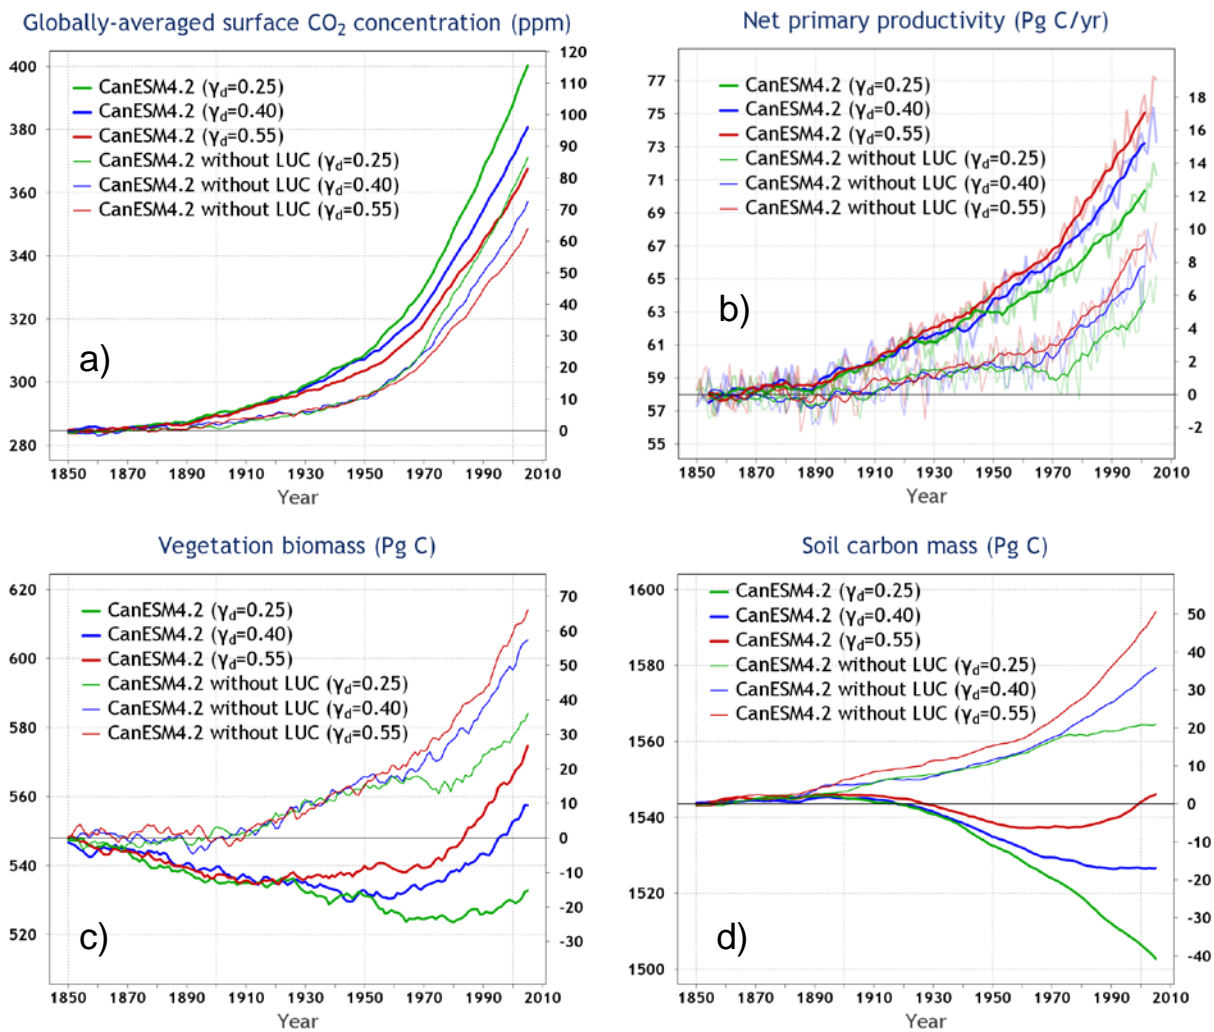 Globally-averaged surface CO₂ concentration (ppm)
400
380
360
340
320
300
280
120
110
100
90
80
70
60
50
40
30
20
10
0
CanESM4.2 (γd=0.25)
CanESM4.2 (γd=0.40)
CanESM4.2 (γd=0.55)
CanESM4.2 without LUC (γd=0.25)
CanESM4.2 without LUC (γd=0.40)
CanESM4.2 without LUC (γd=0.55)
a)
1850 1870 1890 1910 1930 1950 1970 1990 2010
Year
Net primary productivity (Pg C/yr)
77
75
73
71
69
67
65
63
61
59
57
55
18
16
14
12
10
8
6
4
2
0
-2
CanESM4.2 (γd=0.25)
CanESM4.2 (γd=0.40)
CanESM4.2 (γd=0.55)
CanESM4.2 without LUC (γd=0.25)
CanESM4.2 without LUC (γd=0.40)
CanESM4.2 without LUC (γd=0.55)
b)
1850 1870 1890 1910 1930 1950 1970 1990 2010
Year
Vegetation biomass (Pg C)
620
600
580
560
540
520
70
60
50
40
30
20
10
0
-10
-20
-30
CanESM4.2 (γd=0.25)
CanESM4.2 (γd=0.40)
CanESM4.2 (γd=0.55)
CanESM4.2 without LUC (γd=0.25)
CanESM4.2 without LUC (γd=0.40)
CanESM4.2 without LUC (γd=0.55)
c)
1850 1870 1890 1910 1930 1950 1970 1990 2010
Year
Soil carbon mass (Pg C)
1600
1580
1560
1540
1520
1500
50
40
30
20
10
0
-10
-20
-30
-40
CanESM4.2 (γd=0.25)
CanESM4.2 (γd=0.40)
CanESM4.2 (γd=0.55)
CanESM4.2 without LUC (γd=0.25)
CanESM4.2 without LUC (γd=0.40)
CanESM4.2 without LUC (γd=0.55)
d)
1850 1870 1890 1910 1930 1950 1970 1990 2010
Year